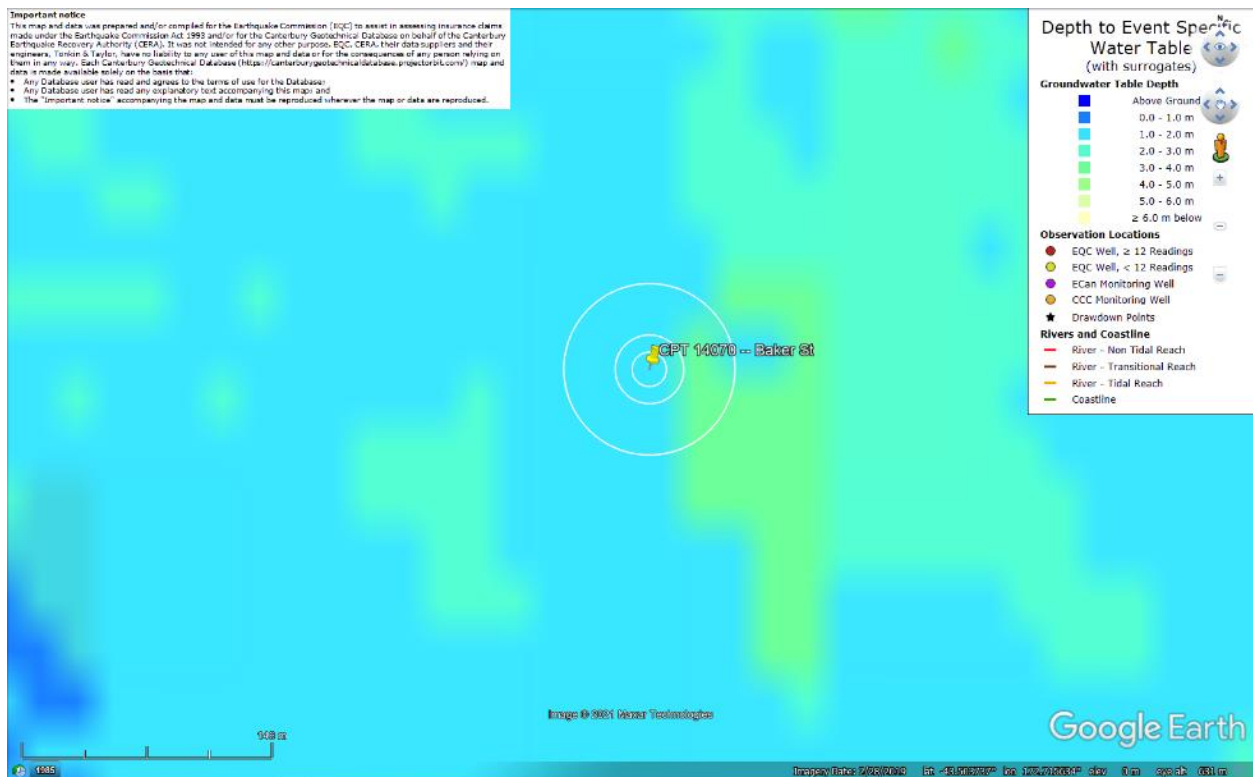 Important notice
This map and data was prepared and/or compiled for the Earthquake Commission (EQC) to assist in assessing insurance claims
made under the Earthquake Commission Act 1993 and/or for the Canterbury Geotechnical Database on behalf of the Canterbury
Earthquake Recovery Authority (CERA). It was not intended for any other purpose. EQC, CERA, their data suppliers and their
engineers, Tonkin & Taylor, have no liability to any user of this map and data or for the consequences of any person relying on
them in any way. Each Canterbury Geotechnical Database (https://canterburygeotechnicaldatabase.projectorbit.com/) map and
data is made available solely on the basis that:
• Any Database user has read and agrees to the terms of use for the Database;
• Any Database user has read any explanatory text accompanying this map; and
• The "Important notice" accompanying the map and data must be reproduced wherever the map or data are reproduced.
Depth to Event Specific
Water Table
(with surrogates)
Groundwater Table Depth
Above Ground
0.0 - 1.0 m
1.0 - 2.0 m
2.0 - 3.0 m
3.0 - 4.0 m
4.0 - 5.0 m
5.0 - 6.0 m
≥ 6.0 m below
Observation Locations
EQC Well, ≥ 12 Readings
EQC Well, < 12 Readings
ECan Monitoring Well
CCC Monitoring Well
Drawdown Points
Rivers and Coastline
River - Non Tidal Reach
River - Transitional Reach
River - Tidal Reach
Coastline
N
CPT 14070 -- Baker St
Image © 2021 Maxar Technologies
Google Earth
149 m
1985
Imagery Date: 2/28/2019 lat elev 0 m eye alt 631 m